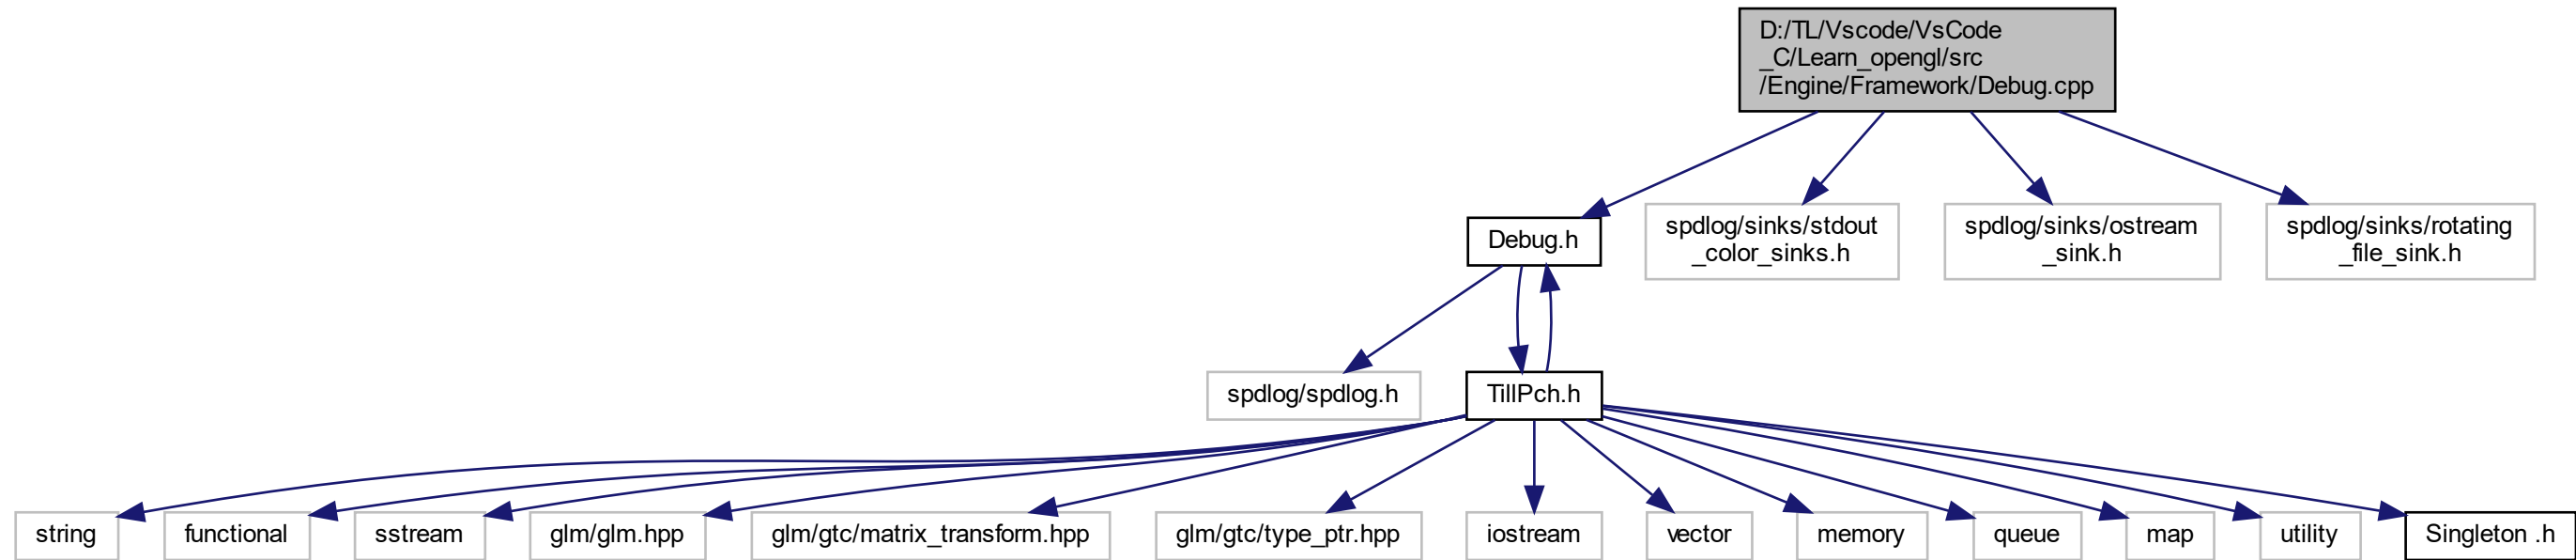 D:/TL/Vscode/VsCode
_C/Learn_opengl/src
/Engine/Framework/Debug.cpp
Debug.h
spdlog/sinks/stdout
_color_sinks.h
spdlog/sinks/ostream
_sink.h
spdlog/sinks/rotating
_file_sink.h
spdlog/spdlog.h
TillPch.h
string
functional
sstream
glm/glm.hpp
glm/gtc/matrix_transform.hpp
glm/gtc/type_ptr.hpp
iostream
vector
memory
queue
map
utility
Singleton .h